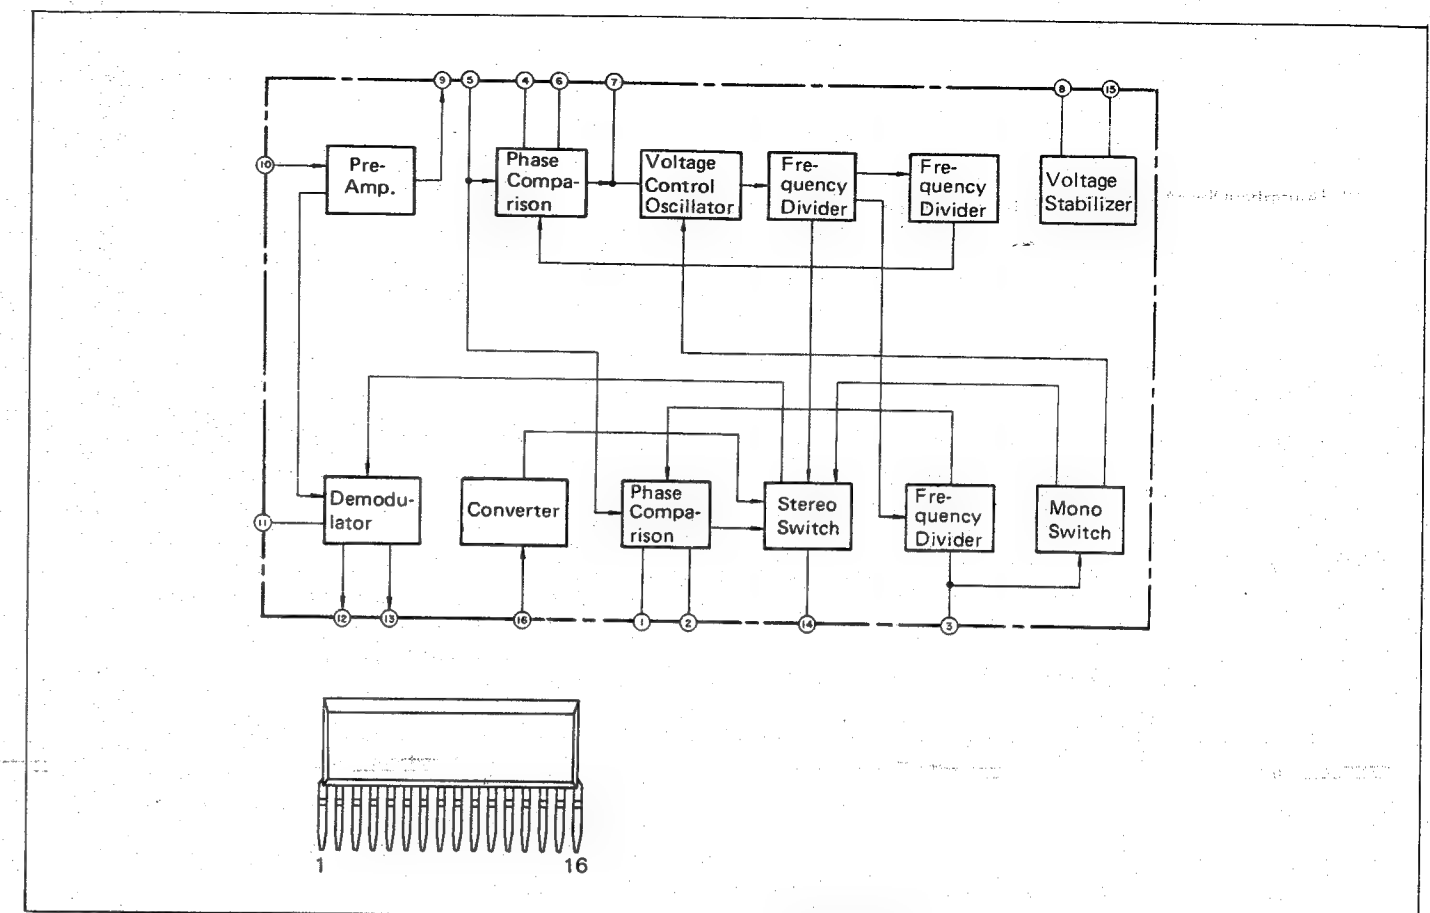 9 5 4 6 7 8 15
10
Pre-
Amp.
Phase
Compa-
rison
Voltage
Control
Oscillator
Fre-
quency
Divider
Fre-
quency
Divider
Voltage
Stabilizer
11
Demodu-
lator
Converter
Phase
Compa-
rison
Stereo
Switch
Fre-
quency
Divider
Mono
Switch
12 13 16 1 2 14 3
1 16